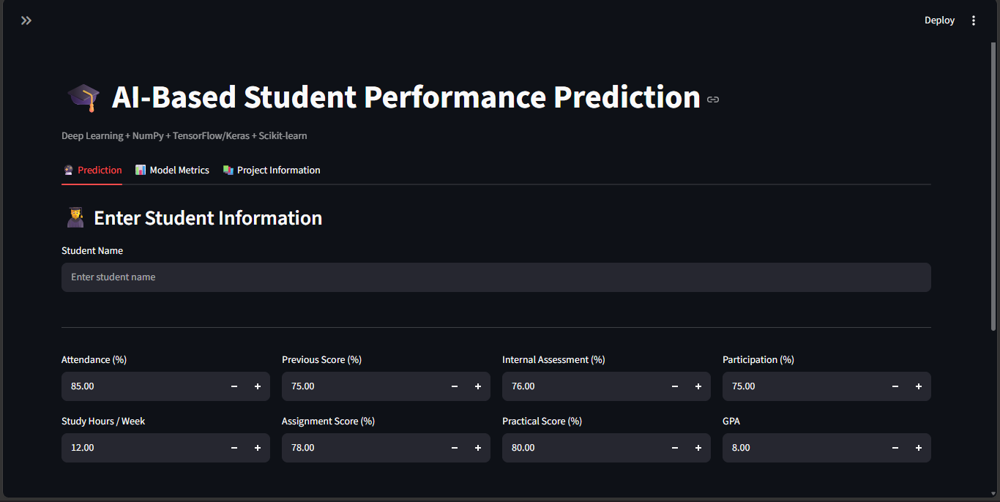 Deploy
AI-Based Student Performance Prediction
Deep Learning + NumPy + TensorFlow/Keras + Scikit-learn
Prediction Model Metrics Project Information
Enter Student Information
Student Name
Enter student name
Attendance (%) Previous Score (%) Internal Assessment (%) Participation (%)
85.00 75.00 76.00 75.00
Study Hours / Week Assignment Score (%) Practical Score (%) GPA
12.00 78.00 80.00 8.00